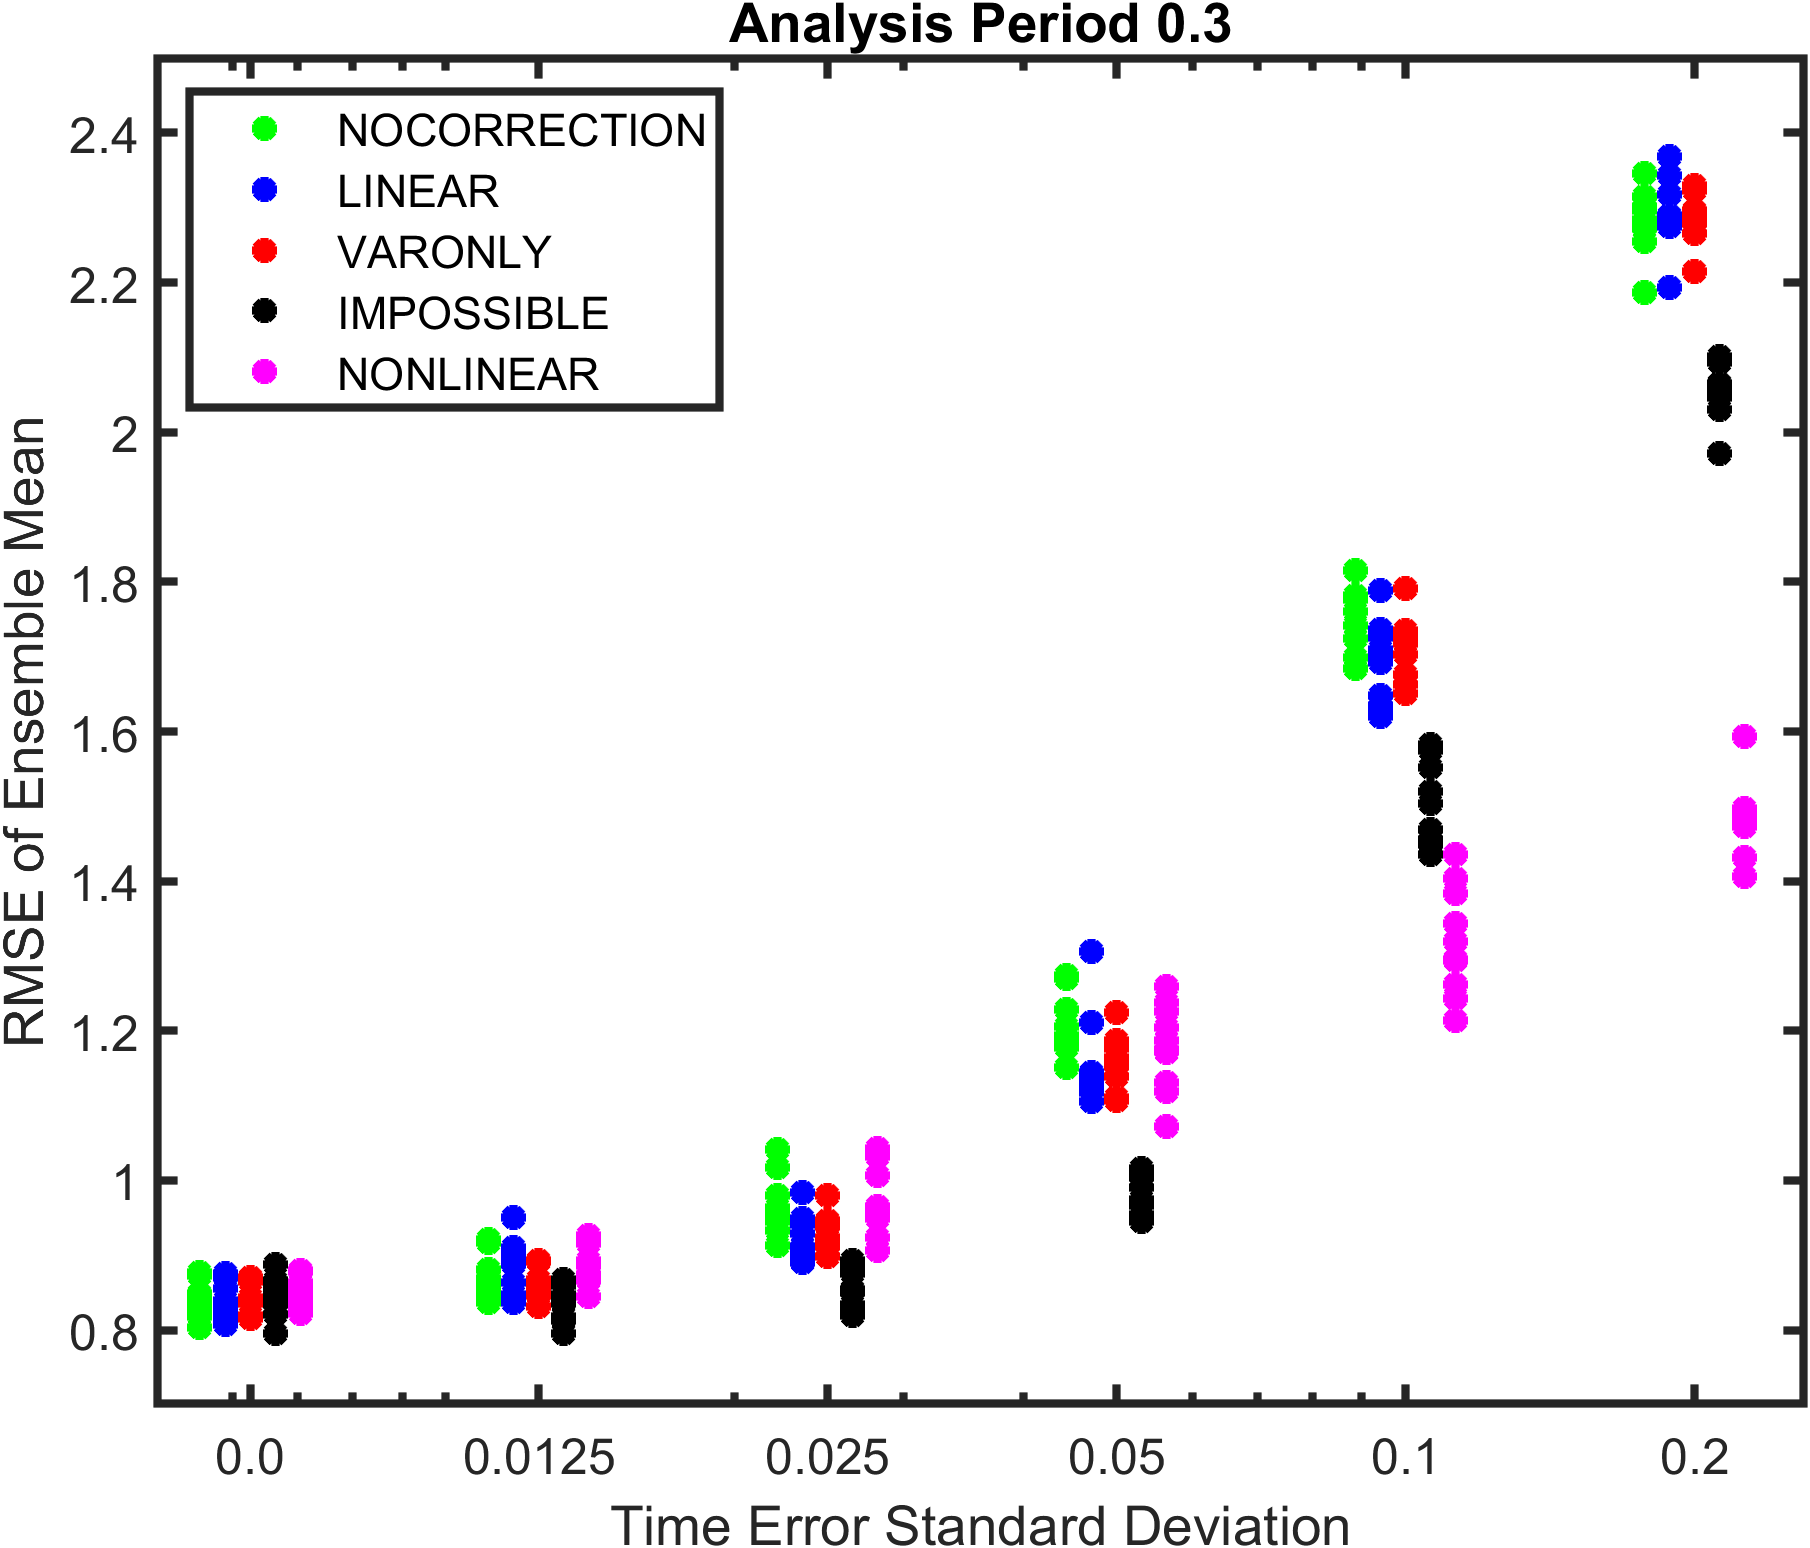 Analysis Period 0.3
NOCORRECTION
LINEAR
VARONLY
IMPOSSIBLE
NONLINEAR
RMSE of Ensemble Mean
2.4
2.2
2
1.8
1.6
1.4
1.2
1
0.8
0.0 0.0125 0.025 0.05 0.1 0.2
Time Error Standard Deviation